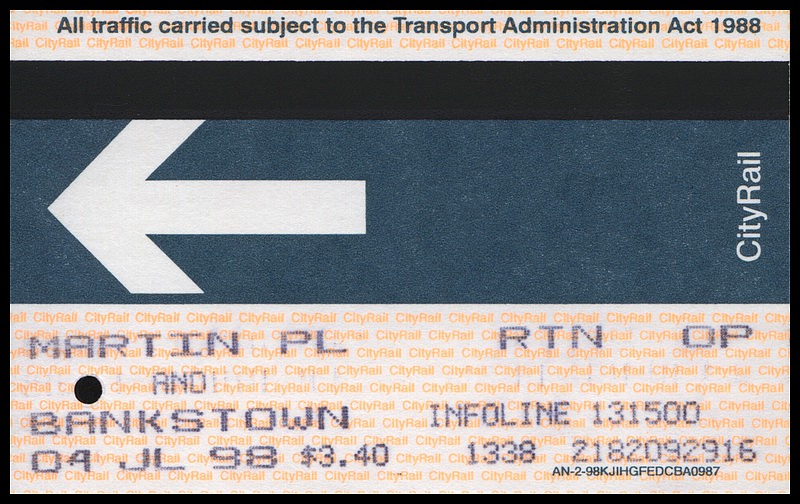 All traffic carried subject to the Transport Administration Act 1988
CityRail
MARTIN PL RTN OP
AND
BANKSTOWN INFOLINE 131500
04 JL 98 $3.40 1338 2182092916
AN-2-98KJIHGFEDCBA0987